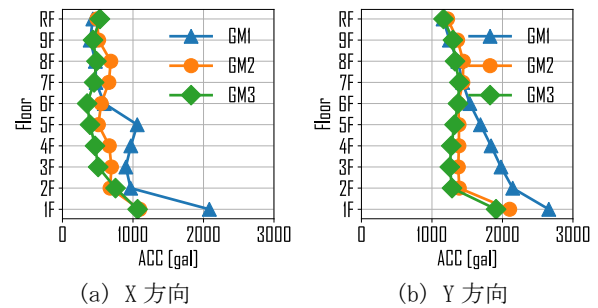 RF
9F
8F
7F
6F
5F
4F
3F
2F
1F
Floor
GM1
GM2
GM3
0 1000 2000 3000
ACC [gal]
(a) X 方向
RF
9F
8F
7F
6F
5F
4F
3F
2F
1F
Floor
GM1
GM2
GM3
0 1000 2000 3000
ACC [gal]
(b) Y 方向